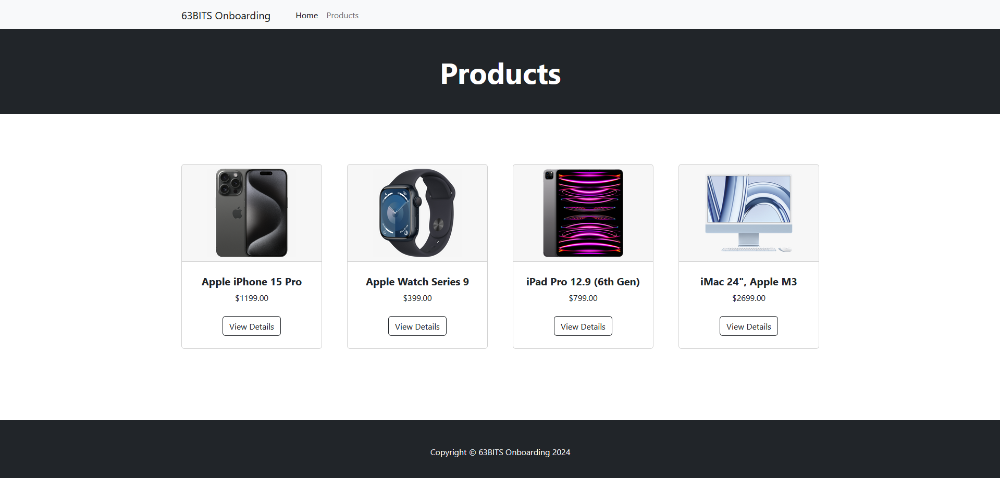 63BITS Onboarding Home Products
Products
Apple iPhone 15 Pro
$1199.00
View Details
Apple Watch Series 9
$399.00
View Details
iPad Pro 12.9 (6th Gen)
$799.00
View Details
iMac 24", Apple M3
$2699.00
View Details
Copyright © 63BITS Onboarding 2024